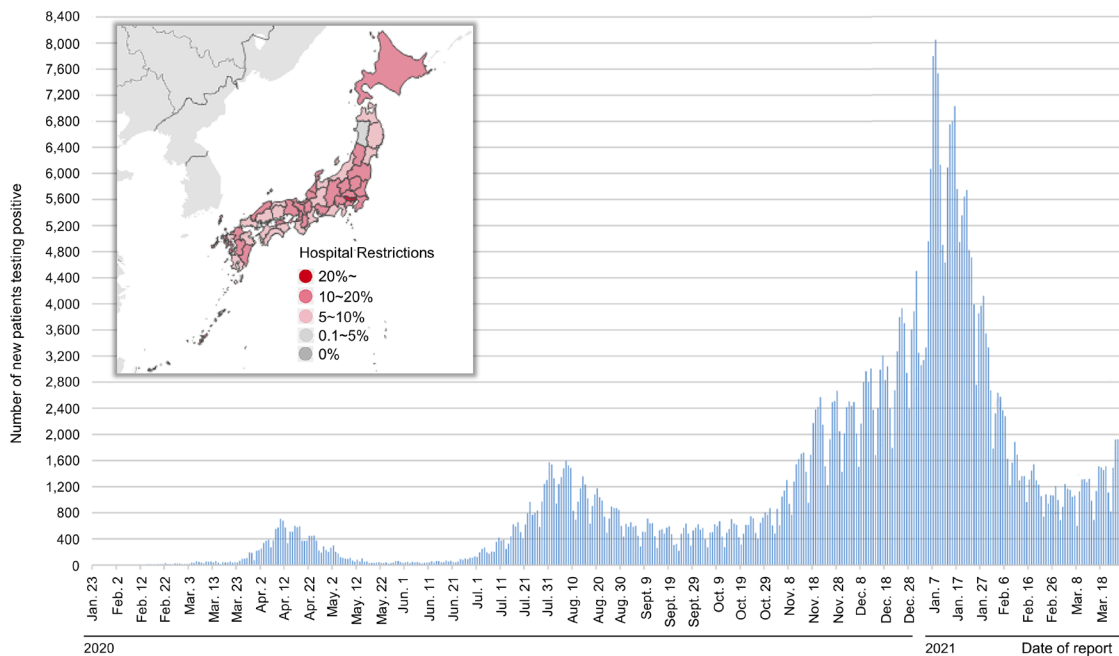 Number of new patients testing positive
8,400
8,000
7,600
7,200
6,800
6,400
6,000
5,600
5,200
4,800
4,400
4,000
3,600
3,200
2,800
2,400
2,000
1,600
1,200
800
400
0
Hospital Restrictions
20%~
10~20%
5~10%
0.1~5%
0%
Jan. 23
Feb. 2
Feb. 12
Feb. 22
Mar. 3
Mar. 13
Mar. 23
Apr. 2
Apr. 12
Apr. 22
May. 2
May. 12
May. 22
Jun. 1
Jun. 11
Jun. 21
Jul. 1
Jul. 11
Jul. 21
Jul. 31
Aug. 10
Aug. 20
Aug. 30
Sept. 9
Sept. 19
Sept. 29
Oct. 9
Oct. 19
Oct. 29
Nov. 8
Nov. 18
Nov. 28
Dec. 8
Dec. 18
Dec. 28
Jan. 7
Jan. 17
Jan. 27
Feb. 6
Feb. 16
Feb. 26
Mar. 8
Mar. 18
2020
2021
Date of report